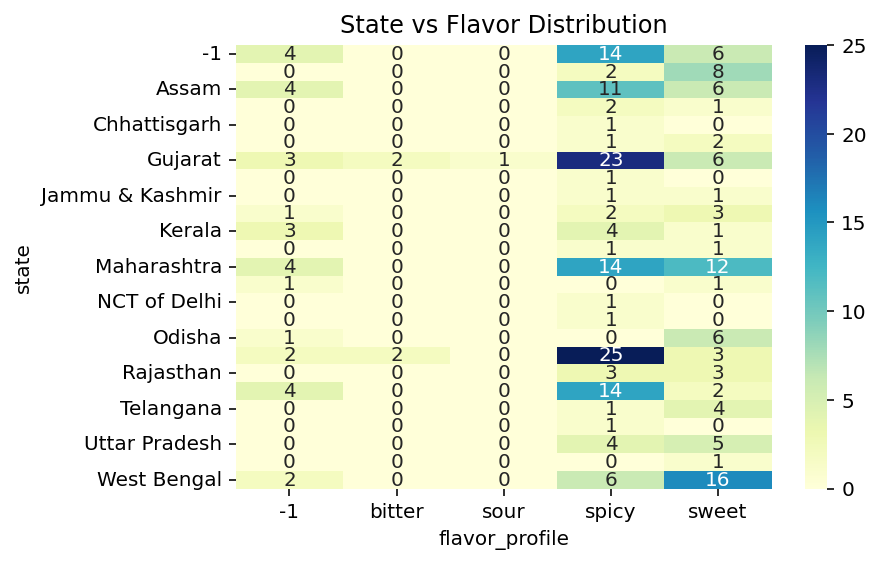 State vs Flavor Distribution
-1 4 0 0 14 6 25
0 0 0 2 8
Assam 4 0 0 11 6
0 0 0 2 1
Chhattisgarh 0 0 0 1 0 20
0 0 0 1 2
Gujarat 3 2 1 23 6
0 0 0 1 0
Jammu & Kashmir 0 0 0 1 1
1 0 0 2 3 15
Kerala 3 0 0 4 1
0 0 0 1 1
state
Maharashtra 4 0 0 14 12
1 0 0 0 1
NCT of Delhi 0 0 0 1 0 10
0 0 0 1 0
Odisha 1 0 0 0 6
2 2 0 25 3
Rajasthan 0 0 0 3 3
4 0 0 14 2 5
Telangana 0 0 0 1 4
0 0 0 1 0
Uttar Pradesh 0 0 0 4 5
0 0 0 0 1
West Bengal 2 0 0 6 16 0
-1 bitter sour spicy sweet
flavor_profile